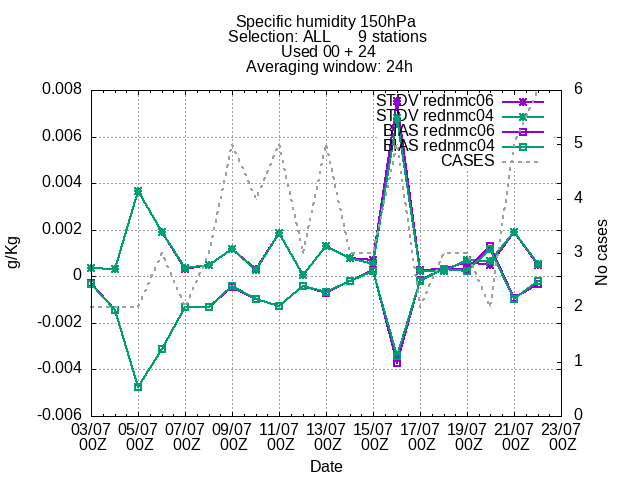 Specific humidity 150hPa
Selection: ALL 9 stations
Used 00 + 24
Averaging window: 24h
STDV rednmc06
STDV rednmc04
BIAS rednmc06
BIAS rednmc04
CASES
0.008
0.006
0.004
0.002
0
-0.002
-0.004
-0.006
g/Kg
6
5
4
3
2
1
0
No cases
03/07 05/07 07/07 09/07 11/07 13/07 15/07 17/07 19/07 21/07 23/07
00Z 00Z 00Z 00Z 00Z 00Z 00Z 00Z 00Z 00Z 00Z
Date